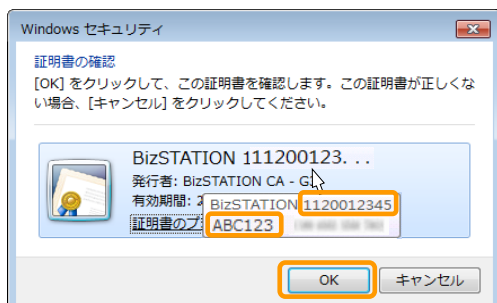 Windows セキュリティ
証明書の確認
[OK] をクリックして、この証明書を確認します。この証明書が正しくな
い場合、[キャンセル] をクリックしてください。
BizSTATION 111200123. . .
発行者: BizSTATION CA - G
有効期間:
BizSTATION 1120012345
証明書のプ
ABC123
OK
キャンセル